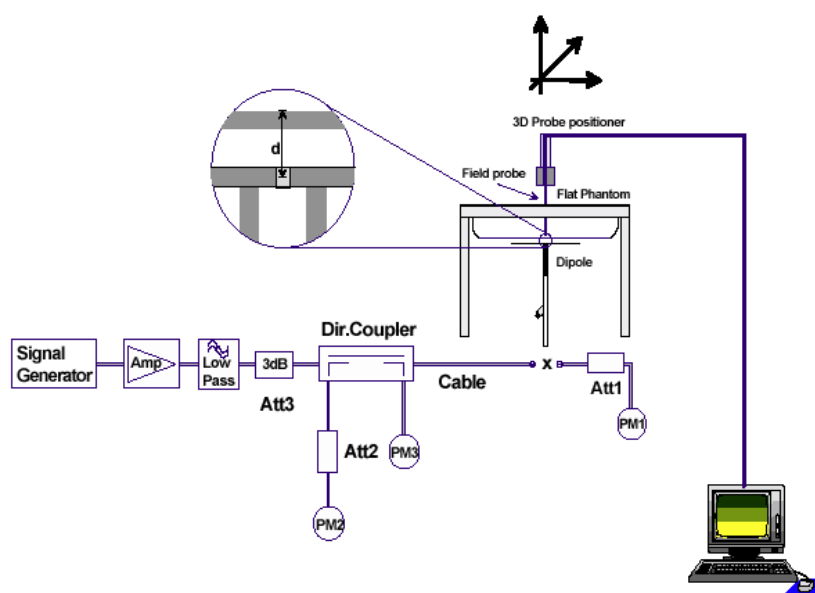 3D Probe positioner
d
Field probe
Flat Phantom
Dipole
Dir.Coupler
Signal
Generator
Amp
Low
Pass
3dB
Cable
x
Att1
Att3
PM1
Att2
PM3
PM2